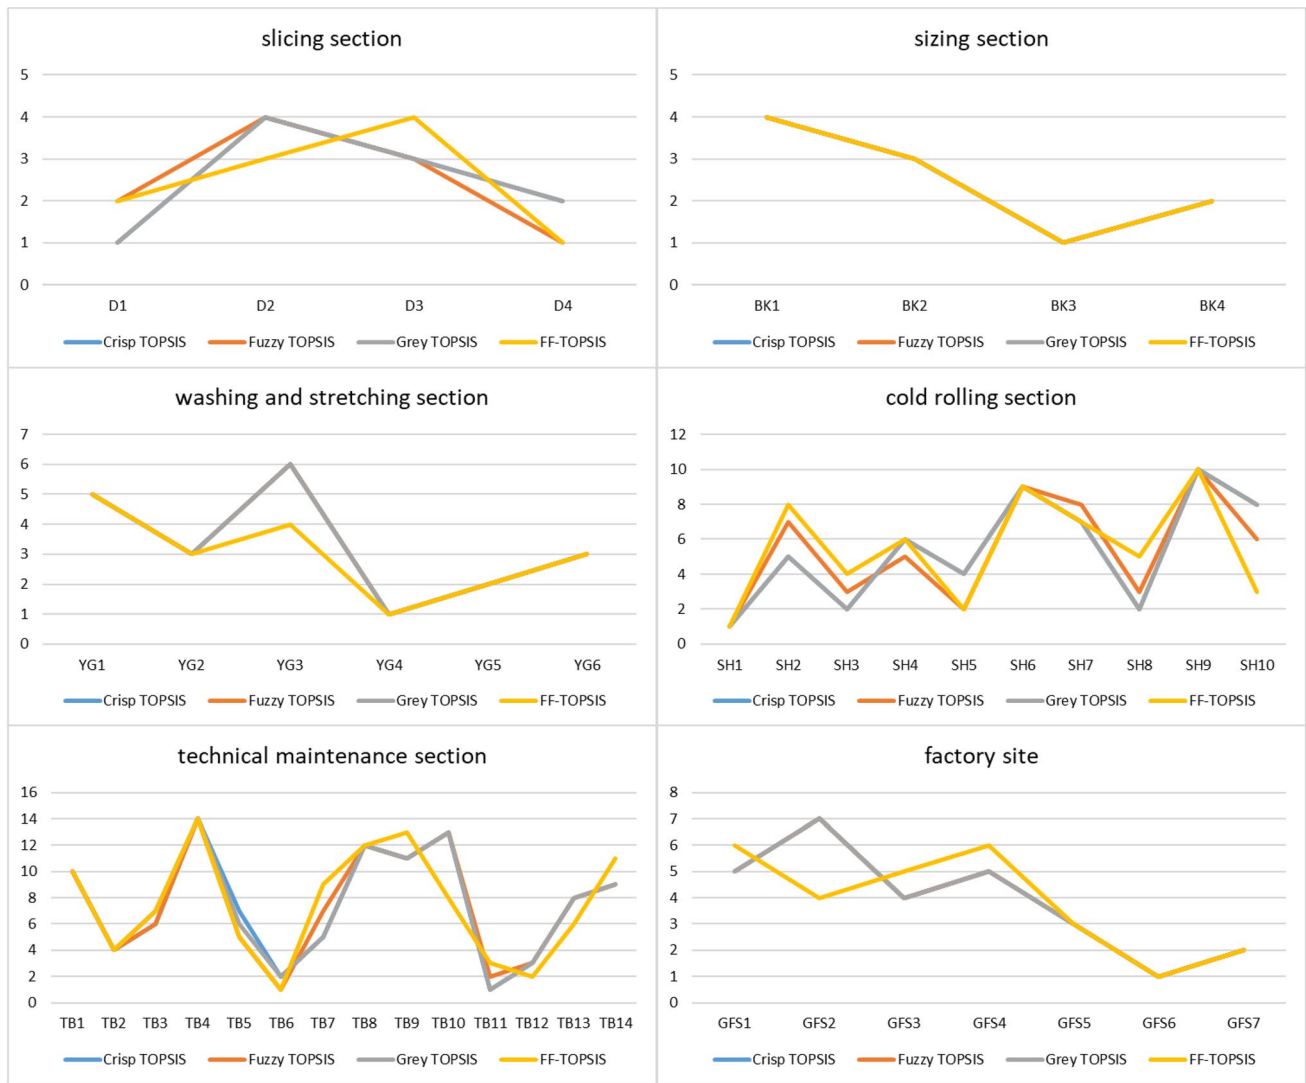 slicing section
5
4
3
2
1
0
D1 D2 D3 D4
Crisp TOPSIS Fuzzy TOPSIS Grey TOPSIS FF-TOPSIS
sizing section
5
4
3
2
1
0
BK1 BK2 BK3 BK4
Crisp TOPSIS Fuzzy TOPSIS Grey TOPSIS FF-TOPSIS
washing and stretching section
7
6
5
4
3
2
1
0
YG1 YG2 YG3 YG4 YG5 YG6
Crisp TOPSIS Fuzzy TOPSIS Grey TOPSIS FF-TOPSIS
cold rolling section
12
10
8
6
4
2
0
SH1 SH2 SH3 SH4 SH5 SH6 SH7 SH8 SH9 SH10
Crisp TOPSIS Fuzzy TOPSIS Grey TOPSIS FF-TOPSIS
technical maintenance section
16
14
12
10
8
6
4
2
0
TB1 TB2 TB3 TB4 TB5 TB6 TB7 TB8 TB9 TB10 TB11 TB12 TB13 TB14
Crisp TOPSIS Fuzzy TOPSIS Grey TOPSIS FF-TOPSIS
factory site
8
7
6
5
4
3
2
1
0
GFS1 GFS2 GFS3 GFS4 GFS5 GFS6 GFS7
Crisp TOPSIS Fuzzy TOPSIS Grey TOPSIS FF-TOPSIS